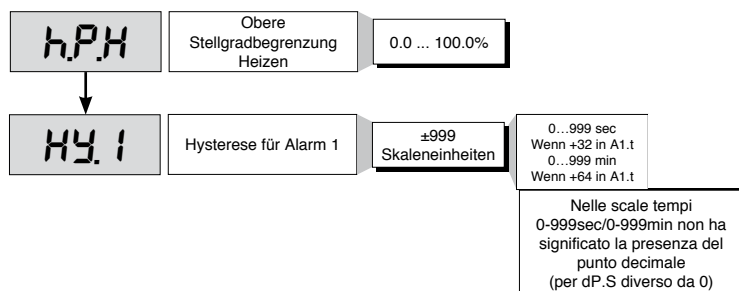 h.P.H
Obere
Stellgradbegrenzung
Heizen
0.0 ... 100.0%
HY. 1
Hysterese für Alarm 1
±999
Skaleneinheiten
0…999 sec
Wenn +32 in A1.t
0…999 min
Wenn +64 in A1.t
Nelle scale tempi
0-999sec/0-999min non ha
significato la presenza del
punto decimale
(per dP.S diverso da 0)